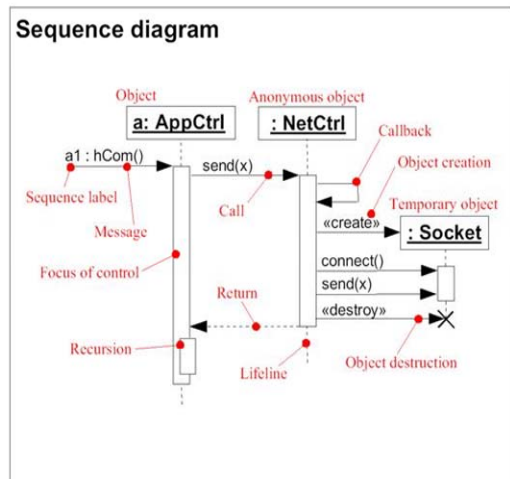 Sequence diagram
Object
Anonymous object
a: AppCtrl
: NetCtrl
Callback
a1 : hCom()
send(x)
Object creation
Sequence label
Call
Temporary object
Message
«create»
: Socket
connect()
Focus of control
send(x)
Return
«destroy»
Recursion
Lifeline
Object destruction